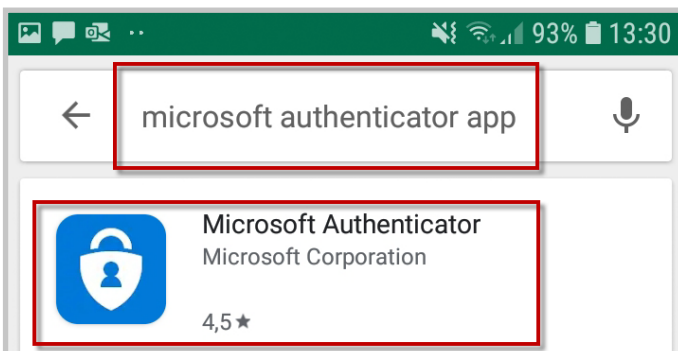 93% 13:30
microsoft authenticator app
Microsoft Authenticator
Microsoft Corporation
4,5★